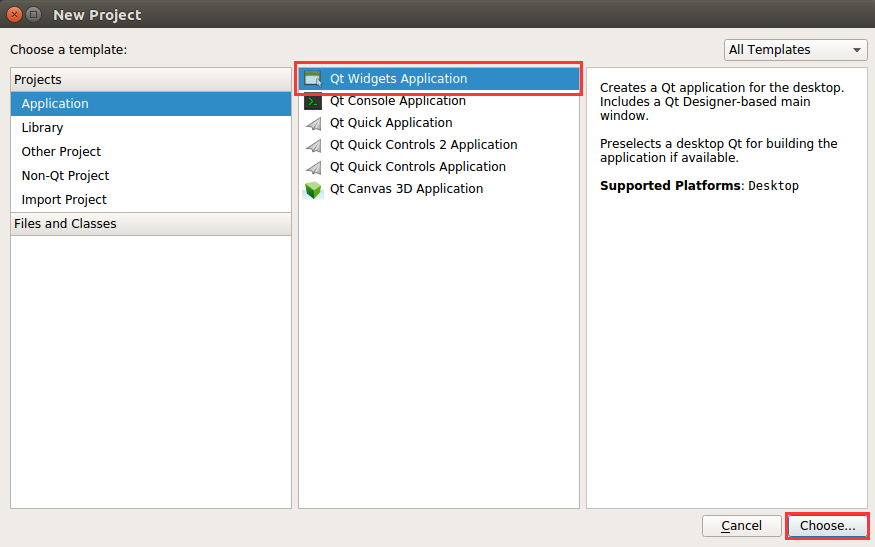 New Project
Choose a template:
All Templates
Projects
Application
Library
Other Project
Non-Qt Project
Import Project
Files and Classes
Qt Widgets Application
Qt Console Application
Qt Quick Application
Qt Quick Controls 2 Application
Qt Quick Controls Application
Qt Canvas 3D Application
Creates a Qt application for the desktop.
Includes a Qt Designer-based main
window.
Preselects a desktop Qt for building the
application if available.
Supported Platforms: Desktop
Cancel
Choose...